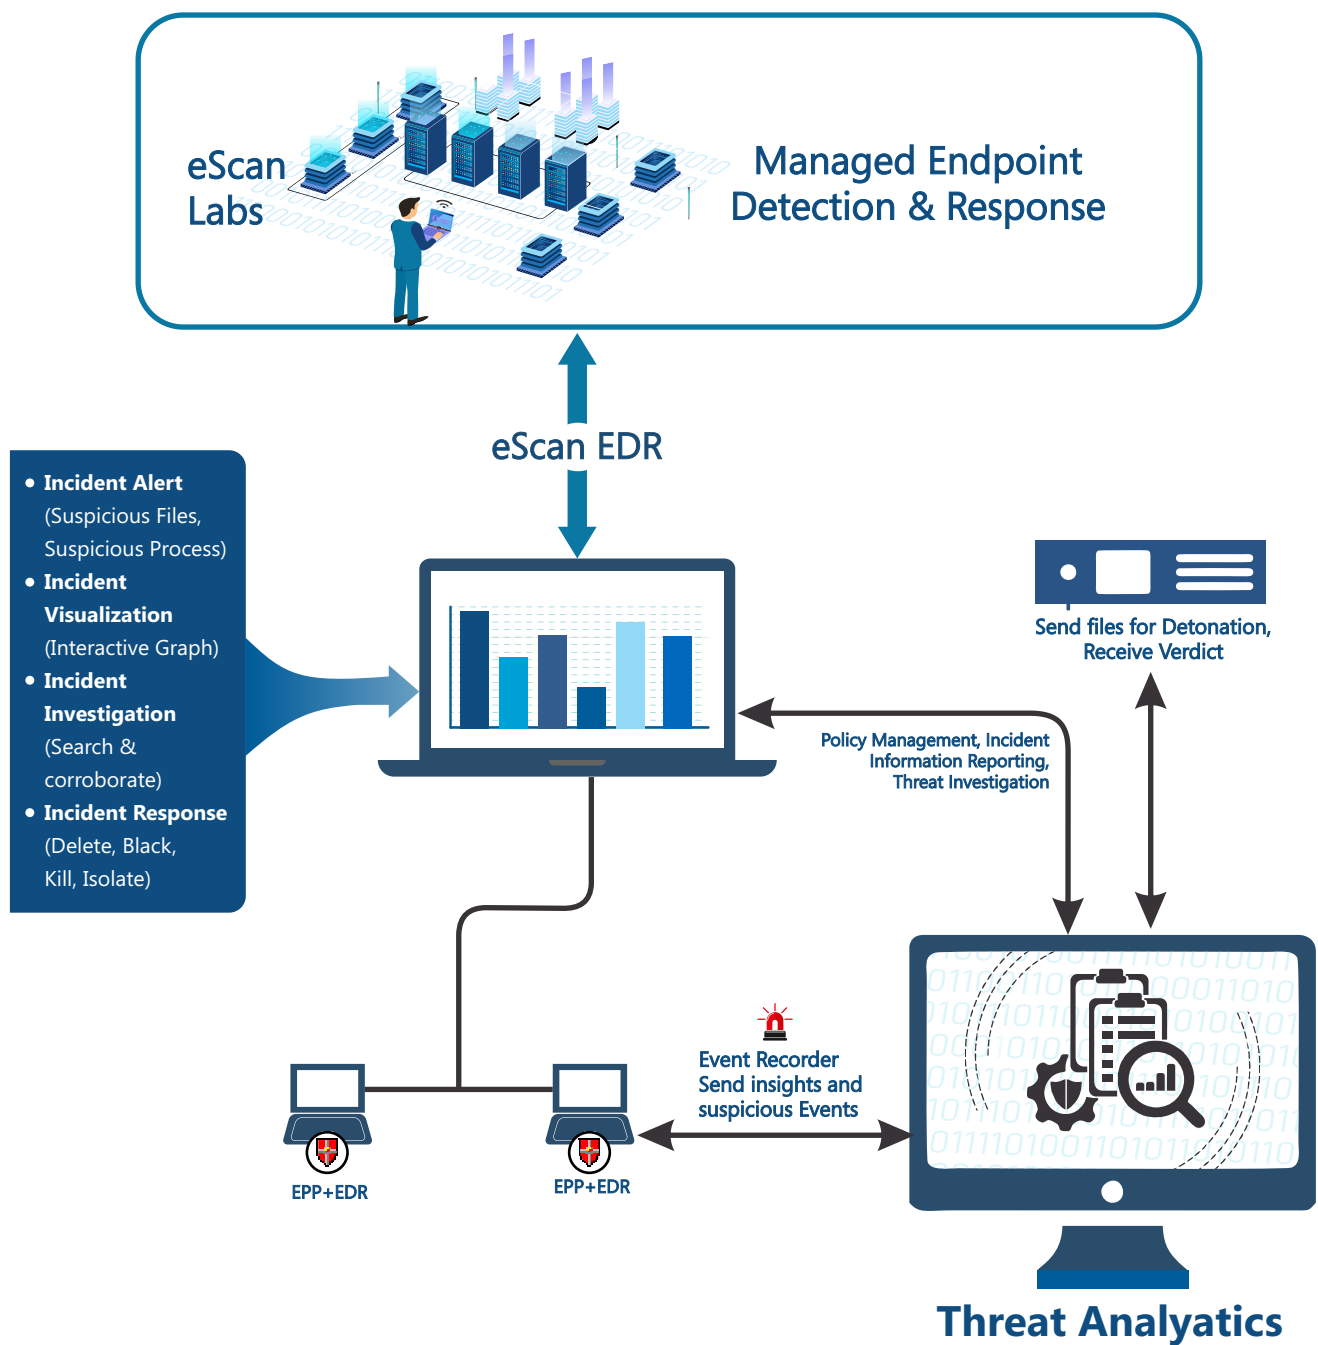 eScan
Labs
Managed Endpoint
Detection & Response
eScan EDR
• Incident Alert
(Suspicious Files,
Suspicious Process)
• Incident
Visualization
(Interactive Graph)
• Incident
Investigation
(Search &
corroborate)
• Incident Response
(Delete, Black,
Kill, Isolate)
Send files for Detonation,
Receive Verdict
Policy Management, Incident
Information Reporting,
Threat Investigation
Event Recorder
Send insights and
suspicious Events
EPP+EDR
EPP+EDR
Threat Analyatics